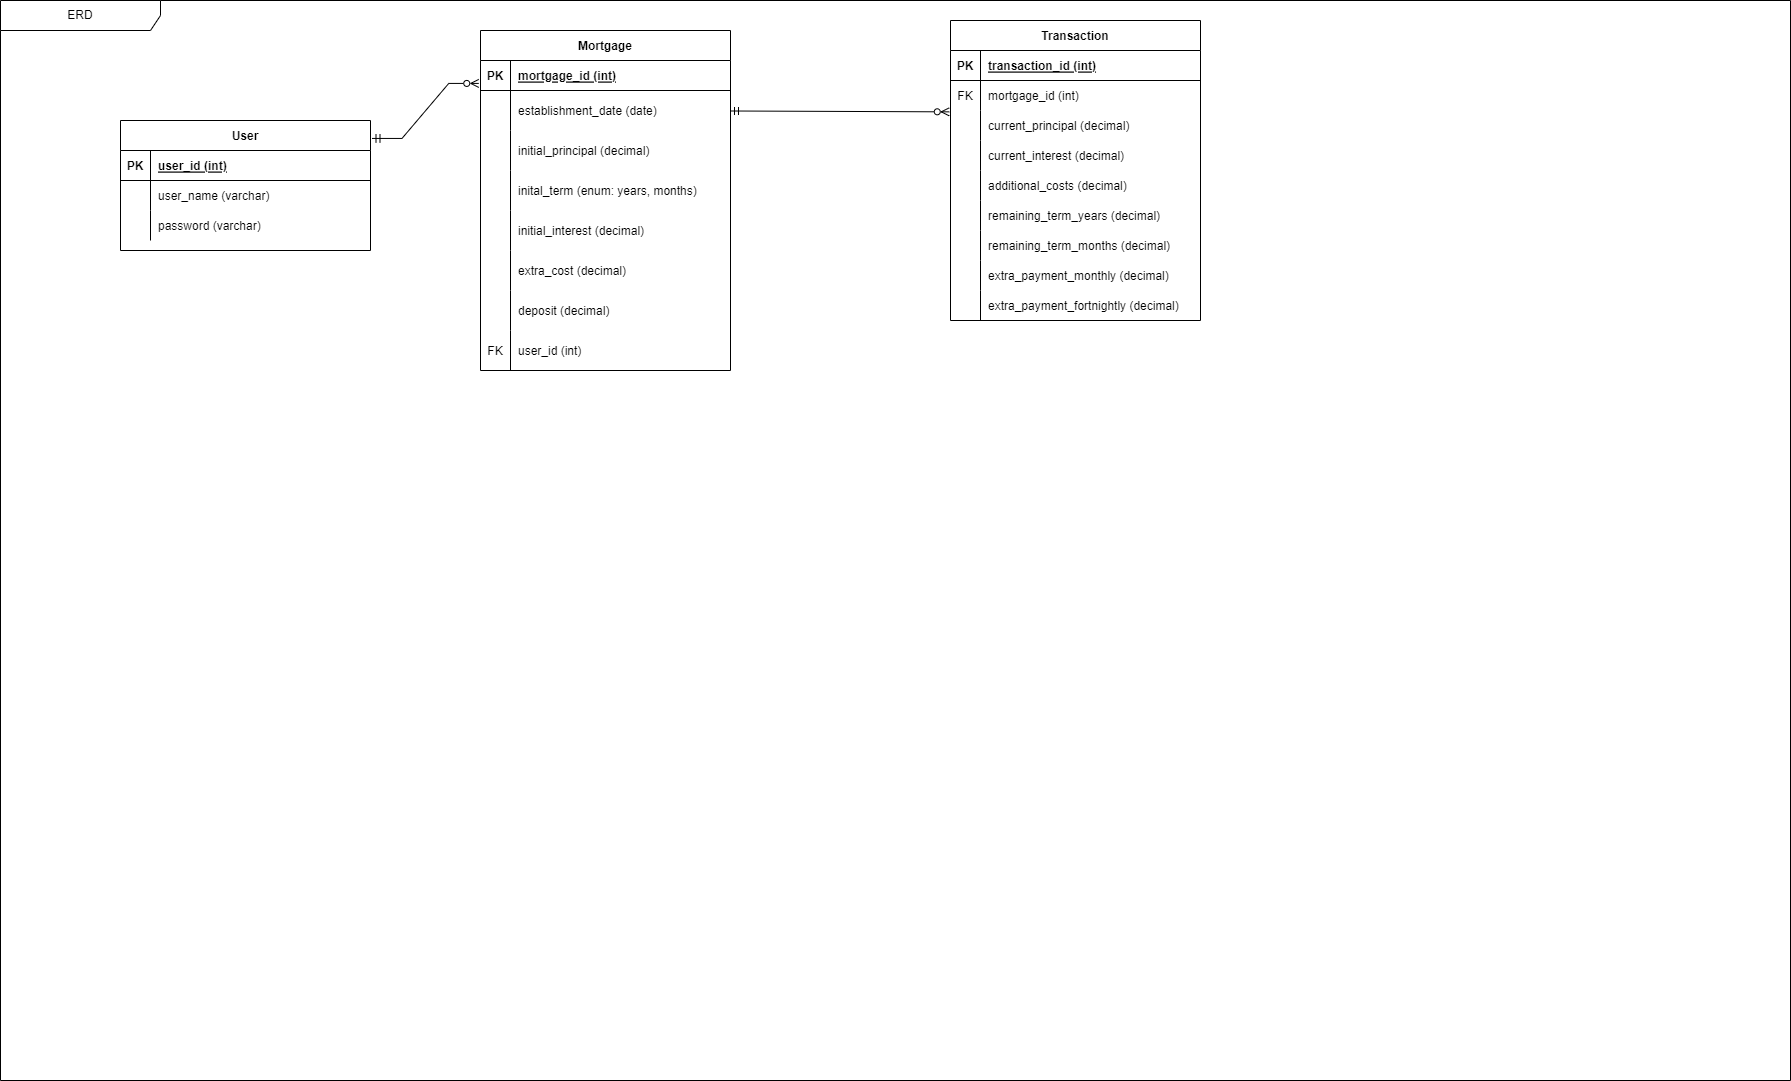 ERD
User
PK user_id (int)
user_name (varchar)
password (varchar)
Mortgage
PK mortgage_id (int)
establishment_date (date)
initial_principal (decimal)
inital_term (enum: years, months)
initial_interest (decimal)
extra_cost (decimal)
deposit (decimal)
FK user_id (int)
Transaction
PK transaction_id (int)
FK mortgage_id (int)
current_principal (decimal)
current_interest (decimal)
additional_costs (decimal)
remaining_term_years (decimal)
remaining_term_months (decimal)
extra_payment_monthly (decimal)
extra_payment_fortnightly (decimal)